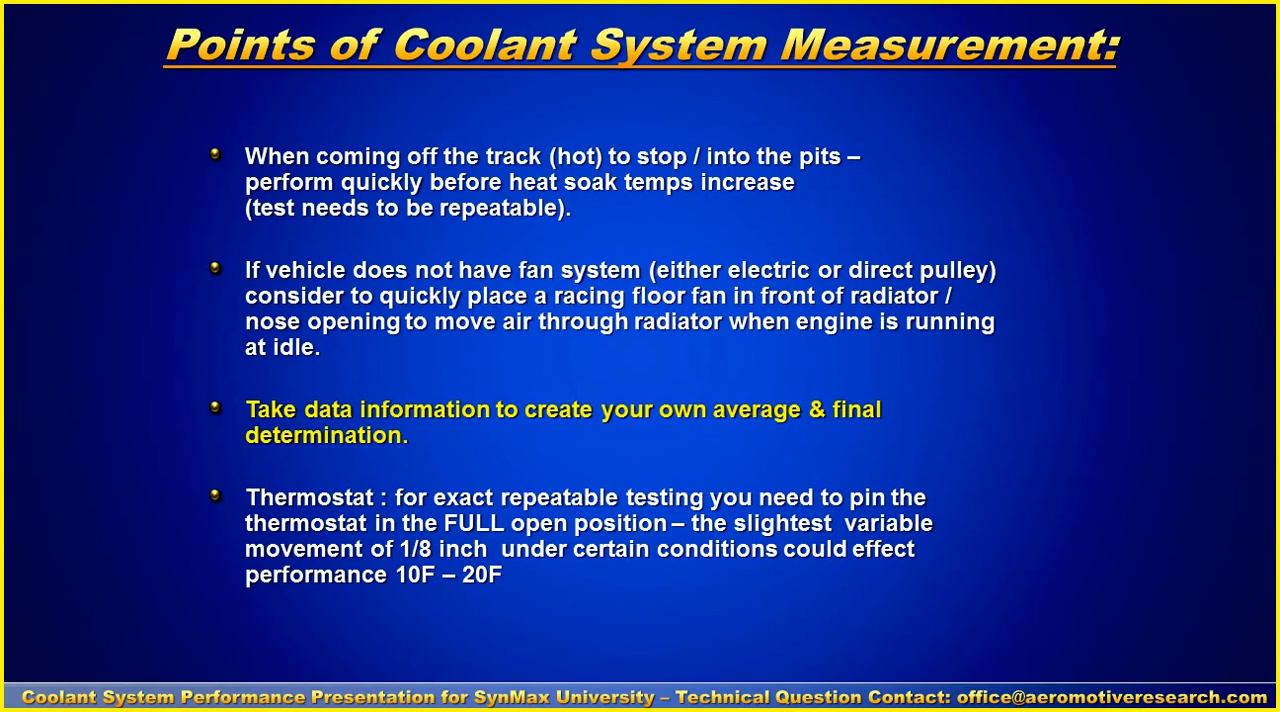 Points of Coolant System Measurement:
When coming off the track (hot) to stop / into the pits –
perform quickly before heat soak temps increase
(test needs to be repeatable).
If vehicle does not have fan system (either electric or direct pulley)
consider to quickly place a racing floor fan in front of radiator /
nose opening to move air through radiator when engine is running
at idle.
Take data information to create your own average & final
determination.
Thermostat : for exact repeatable testing you need to pin the
thermostat in the FULL open position – the slightest variable
movement of 1/8 inch under certain conditions could effect
performance 10F – 20F
Coolant System Performance Presentation for SynMax University – Technical Question Contact: office@aeromotiveresearch.com